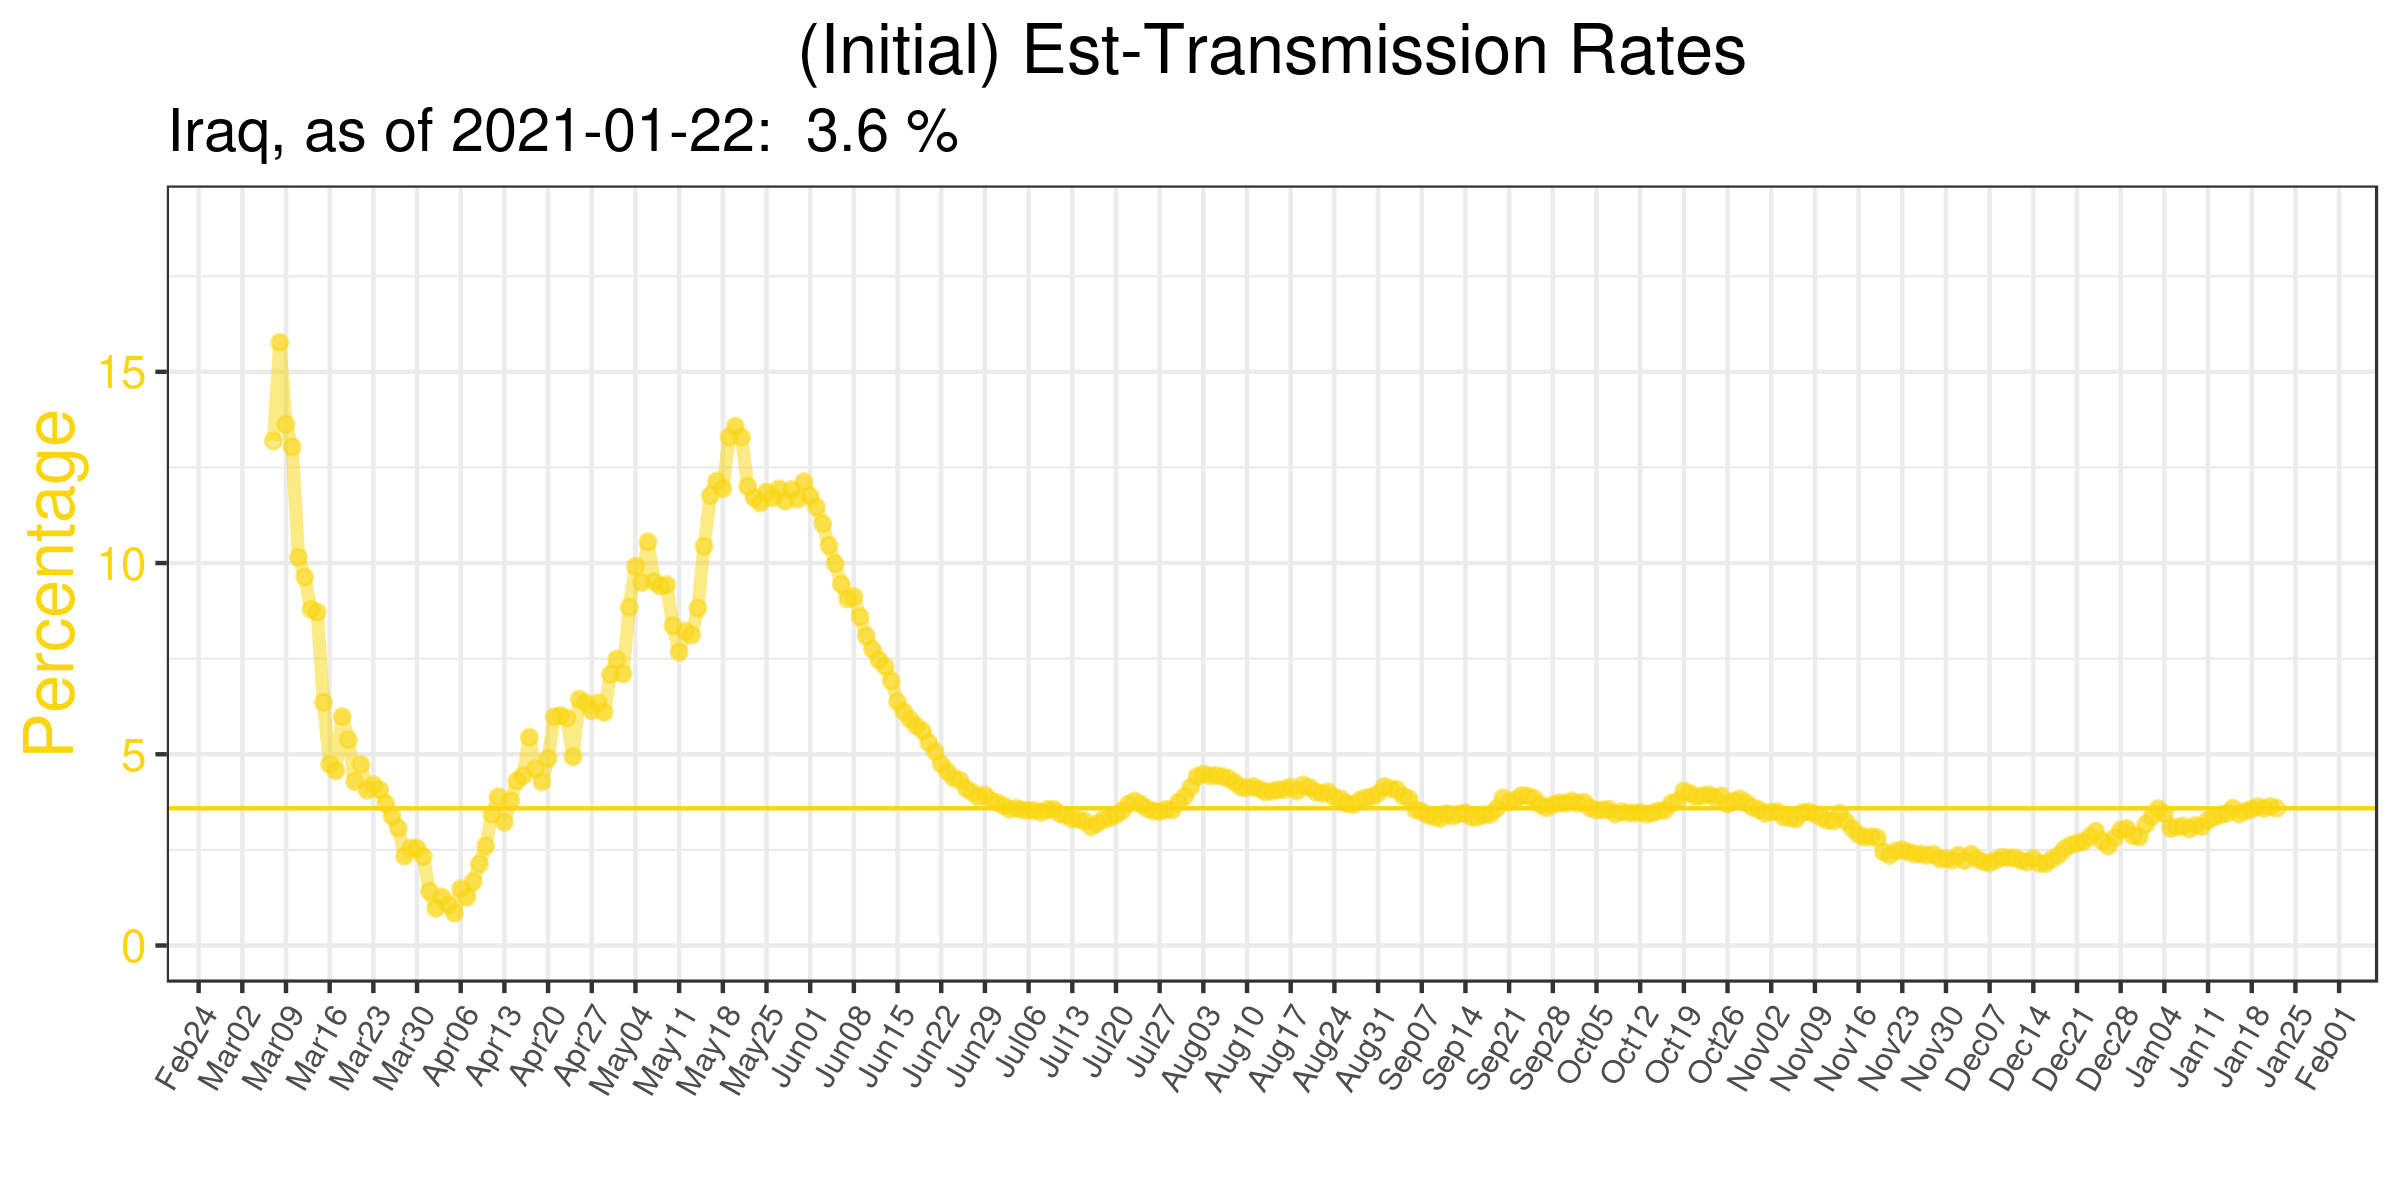 (Initial) Est-Transmission Rates
Iraq, as of 2021-01-22:  3.6 %
Percentage
15
10
5
0
Feb24
Mar02
Mar09
Mar16
Mar23
Mar30
Apr06
Apr13
Apr20
Apr27
May04
May11
May18
May25
Jun01
Jun08
Jun15
Jun22
Jun29
Jul06
Jul13
Jul20
Jul27
Aug03
Aug10
Aug17
Aug24
Aug31
Sep07
Sep14
Sep21
Sep28
Oct05
Oct12
Oct19
Oct26
Nov02
Nov09
Nov16
Nov23
Nov30
Dec07
Dec14
Dec21
Dec28
Jan04
Jan11
Jan18
Jan25
Feb01